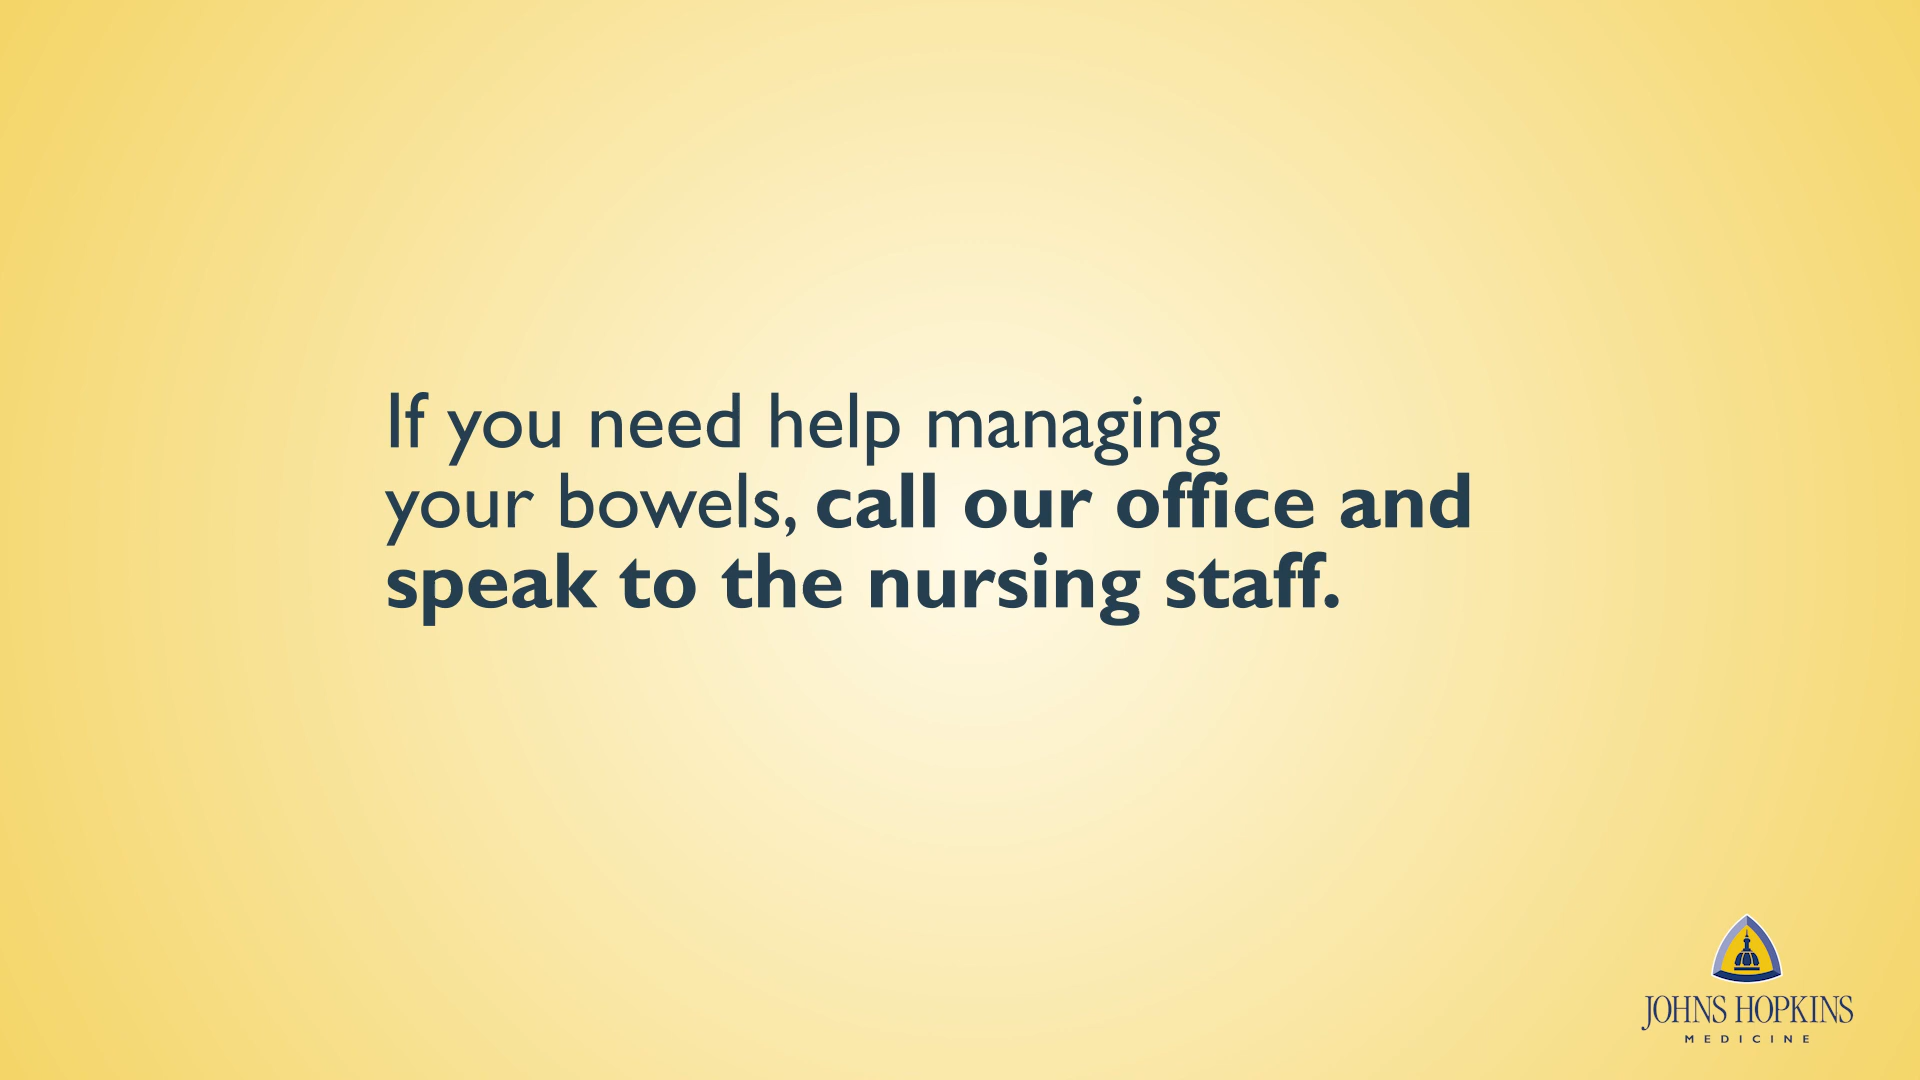 If you need help managing
your bowels, call our office and
speak to the nursing staff.
JOHNS HOPKINS
MEDICINE